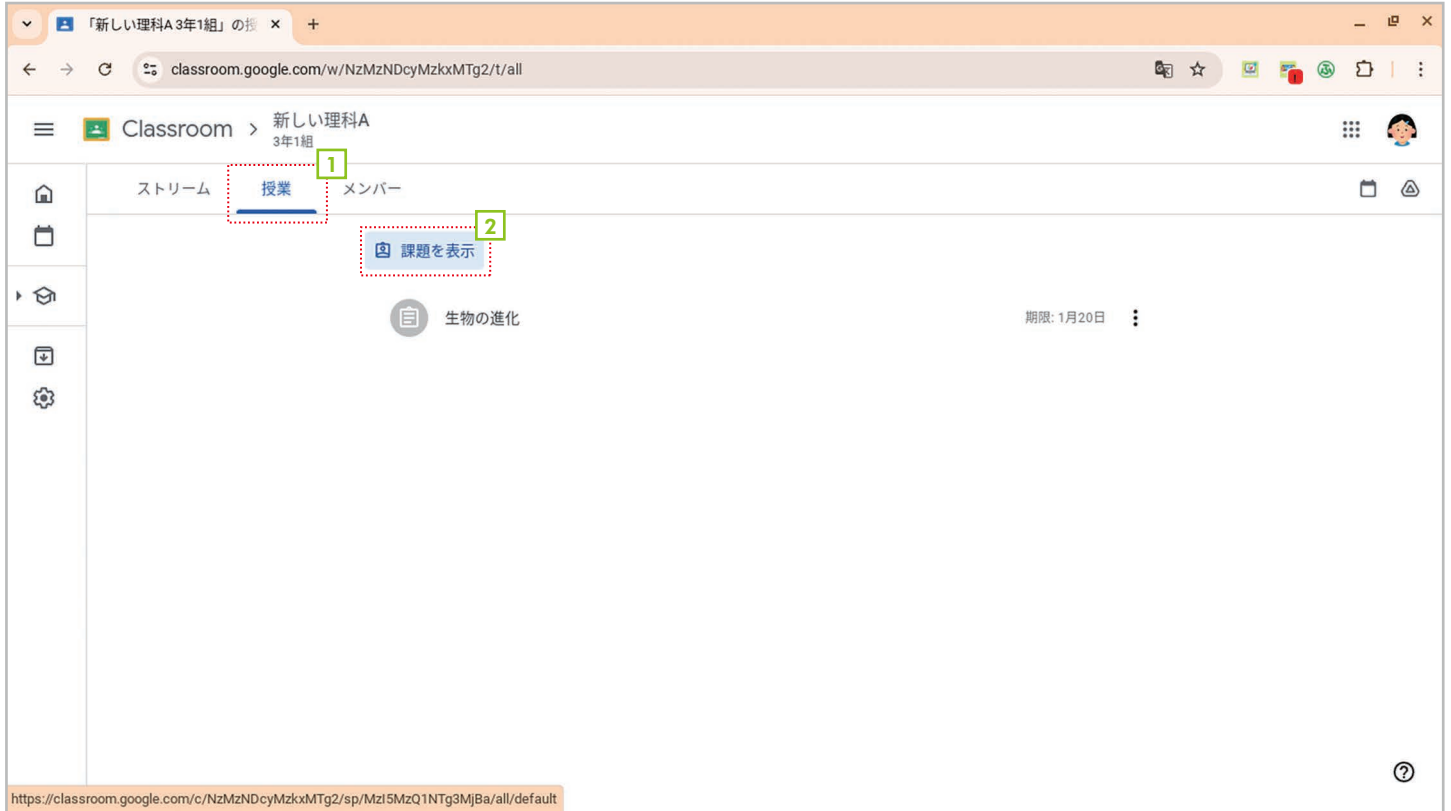 「新しい理科A 3年1組」の授
classroom.google.com/w/NzMzNDcyMzkxMTg2/t/all
Classroom > 新しい理科A
3年1組
1
ストリーム 授業 メンバー
2
課題を表示
生物の進化 期限: 1月20日
https://classroom.google.com/c/NzMzNDcyMzkxMTg2/sp/MzI5MzQ1NTg3MjBa/all/default